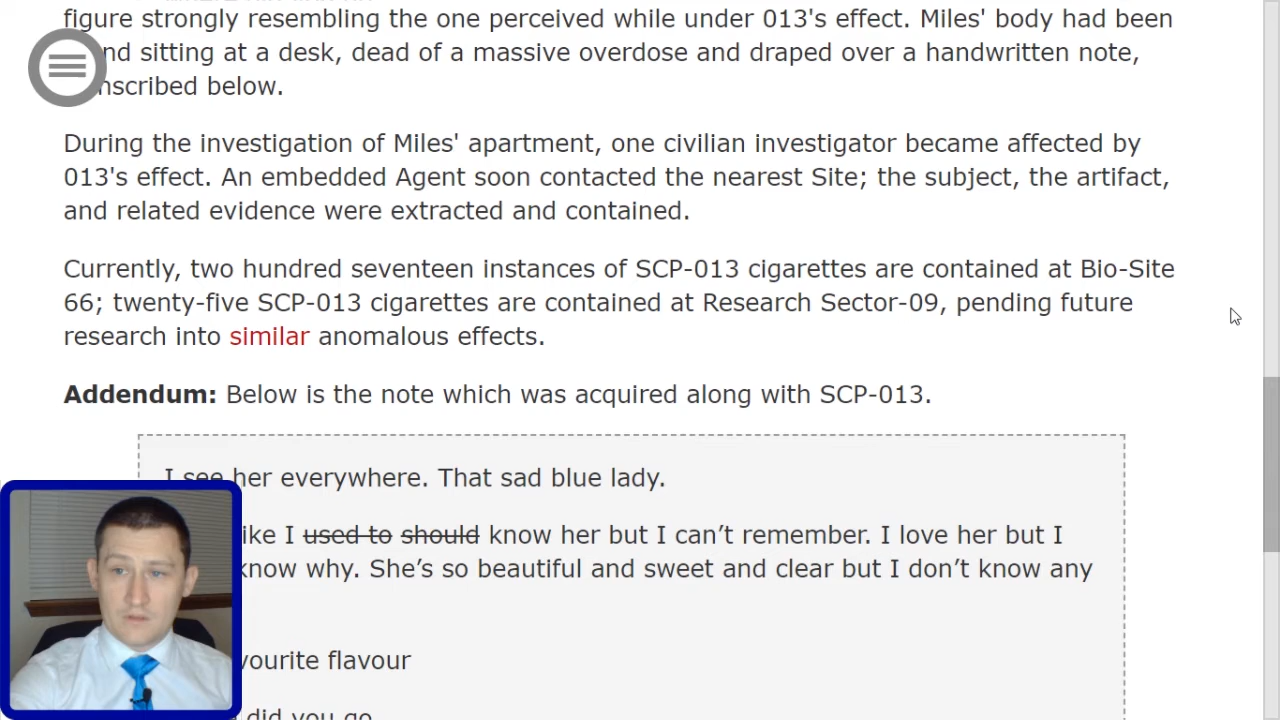 figure strongly resembling the one perceived while under 013's effect. Miles' body had been
nd sitting at a desk, dead of a massive overdose and draped over a handwritten note,
nscribed below.
During the investigation of Miles' apartment, one civilian investigator became affected by
013's effect. An embedded Agent soon contacted the nearest Site; the subject, the artifact,
and related evidence were extracted and contained.
Currently, two hundred seventeen instances of SCP-013 cigarettes are contained at Bio-Site
66; twenty-five SCP-013 cigarettes are contained at Research Sector-09, pending future
research into similar anomalous effects.
Addendum: Below is the note which was acquired along with SCP-013.
I see her everywhere. That sad blue lady.
ike I used to should know her but I can’t remember. I love her but I
know why. She’s so beautiful and sweet and clear but I don’t know any
vourite flavour
did you go